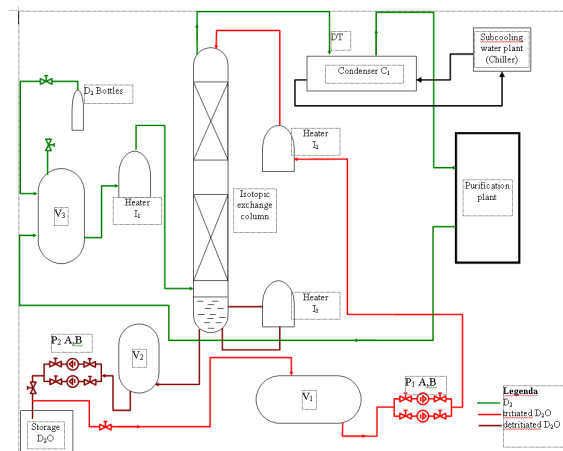 DT
Subcooling
water plant
(Chiller)
Condenser C1
D2 Bottles
Heater
I2
Heater
I1
V3
Isotopic
exchange
column
Purification
plant
Heater
I3
P2 A,B
V2
V1
P1 A,B
Storage
D2O
Legenda
D2
tritiated D2O
detritiated D2O